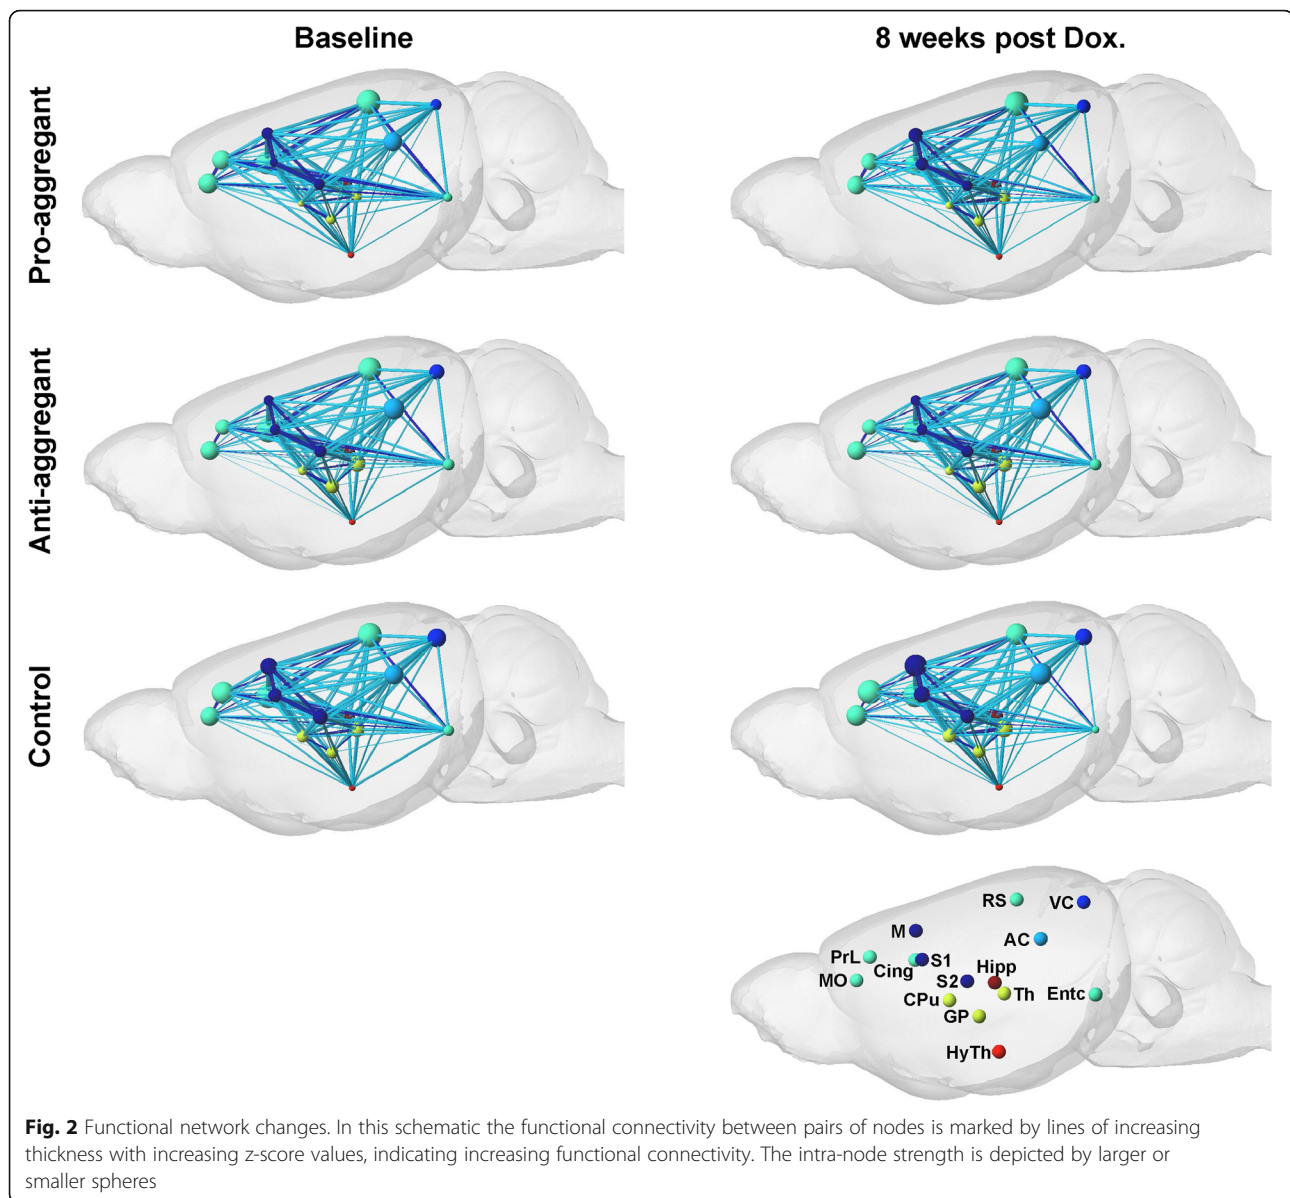 Baseline
8 weeks post Dox.
Pro-aggregant
Anti-aggregant
Control
RS
VC
M
AC
PrL
Cing
S1
Hipp
MO
S2
Th
Entc
CPu
GP
HyTh
Fig. 2 Functional network changes. In this schematic the functional connectivity between pairs of nodes is marked by lines of increasing
thickness with increasing z-score values, indicating increasing functional connectivity. The intra-node strength is depicted by larger or
smaller spheres